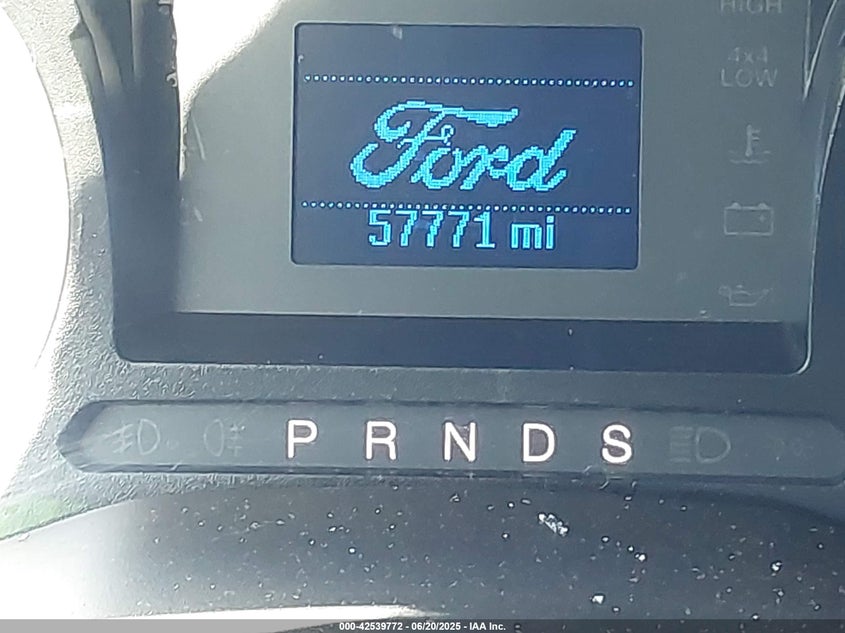 HIGH
4x4
LOW
Ford
57771 mi
P R N D S
000-42539772 - 06/20/2025 - IAA Inc.